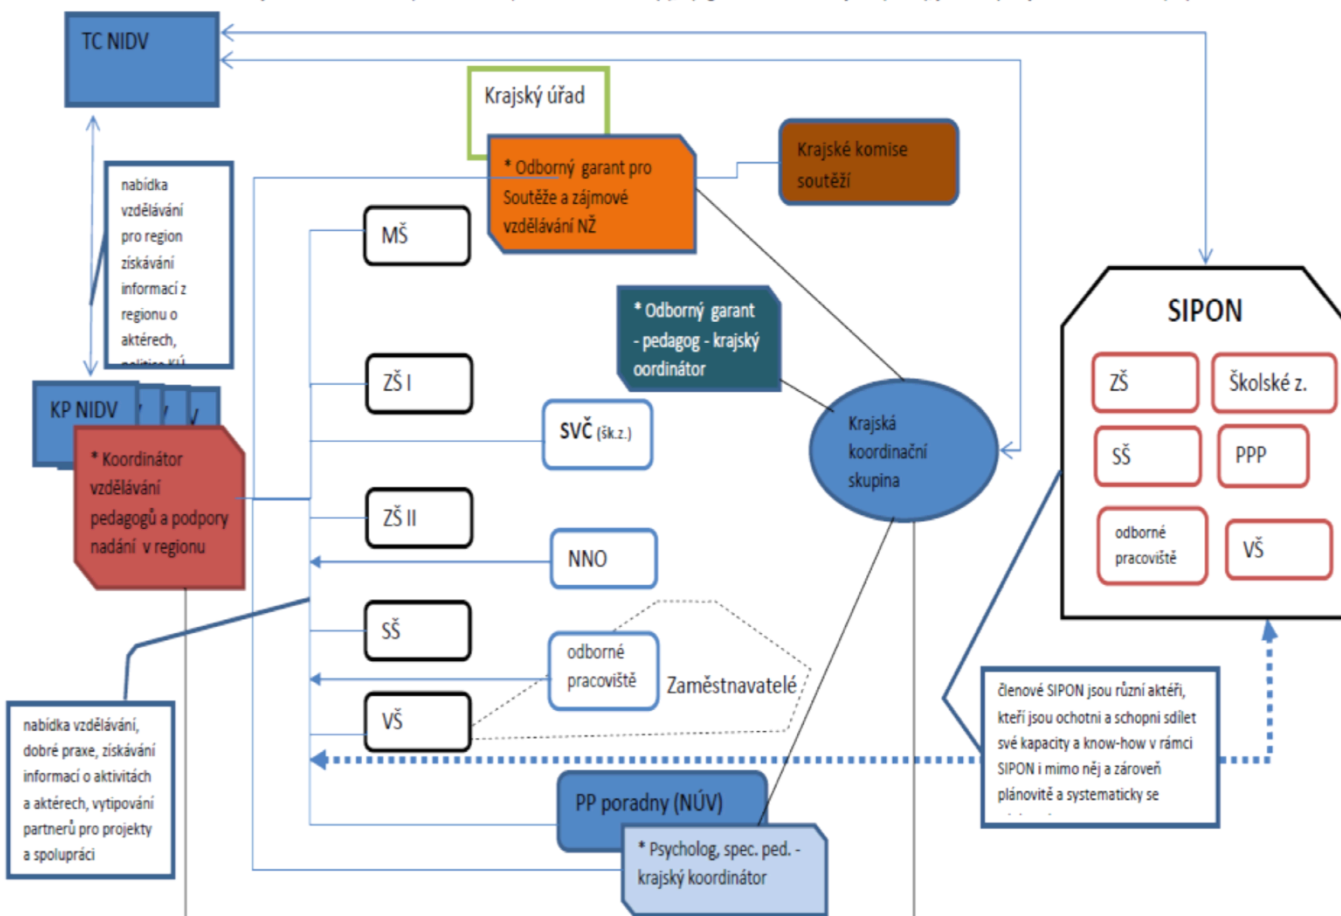 TC NIDV
Krajský úřad
* Odborný garant pro
Soutěže a zájmové
vzdělávání NŽ
Krajské komise
soutěží
nabídka
vzdělávání
pro region
získávání
informací z
regionu o
aktérech,
MŠ
* Odborný garant
- pedagog - krajský
oordinátor
SIPON
ZŠ
Školské z.
SŠ
PPP
odborné
pracoviště
VŠ
KP NIDV
V
* Koordinátor
vzdělávání
pedagogů a podpory
nadání v regionu
ZŠ I
SVČ (šk.z.)
Krajská
koordinační
skupina
ZŠ II
NNO
SŠ
odborné
pracoviště
Zaměstnavatelé
VŠ
nabídka vzdělávání,
dobré praxe, získávání
informací o aktivitách
a aktérech, vytipování
partnerů pro projekty
a spolupráci
členové SIPON jsou různí aktéři,
kteří jsou ochotni a schopni sdílet
své kapacity a know-how v rámci
SIPON i mimo něj a zároveň
plánovitě a systematicky se
PP poradny (NÚV)
* Psycholog, spec. ped. -
krajský koordinátor